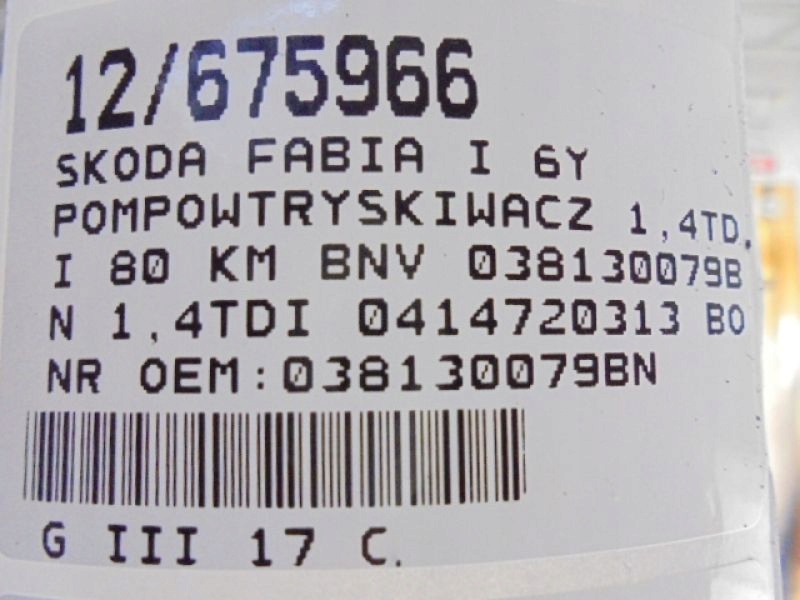 12/675966
SKODA FABIA I 6Y
POMPOWTRYSKIWACZ 1,4TD.
I 80 KM BNV 038130079B
N 1,4TDI 0414720313 BO
NR OEM:038130079BN
G III 17 C.